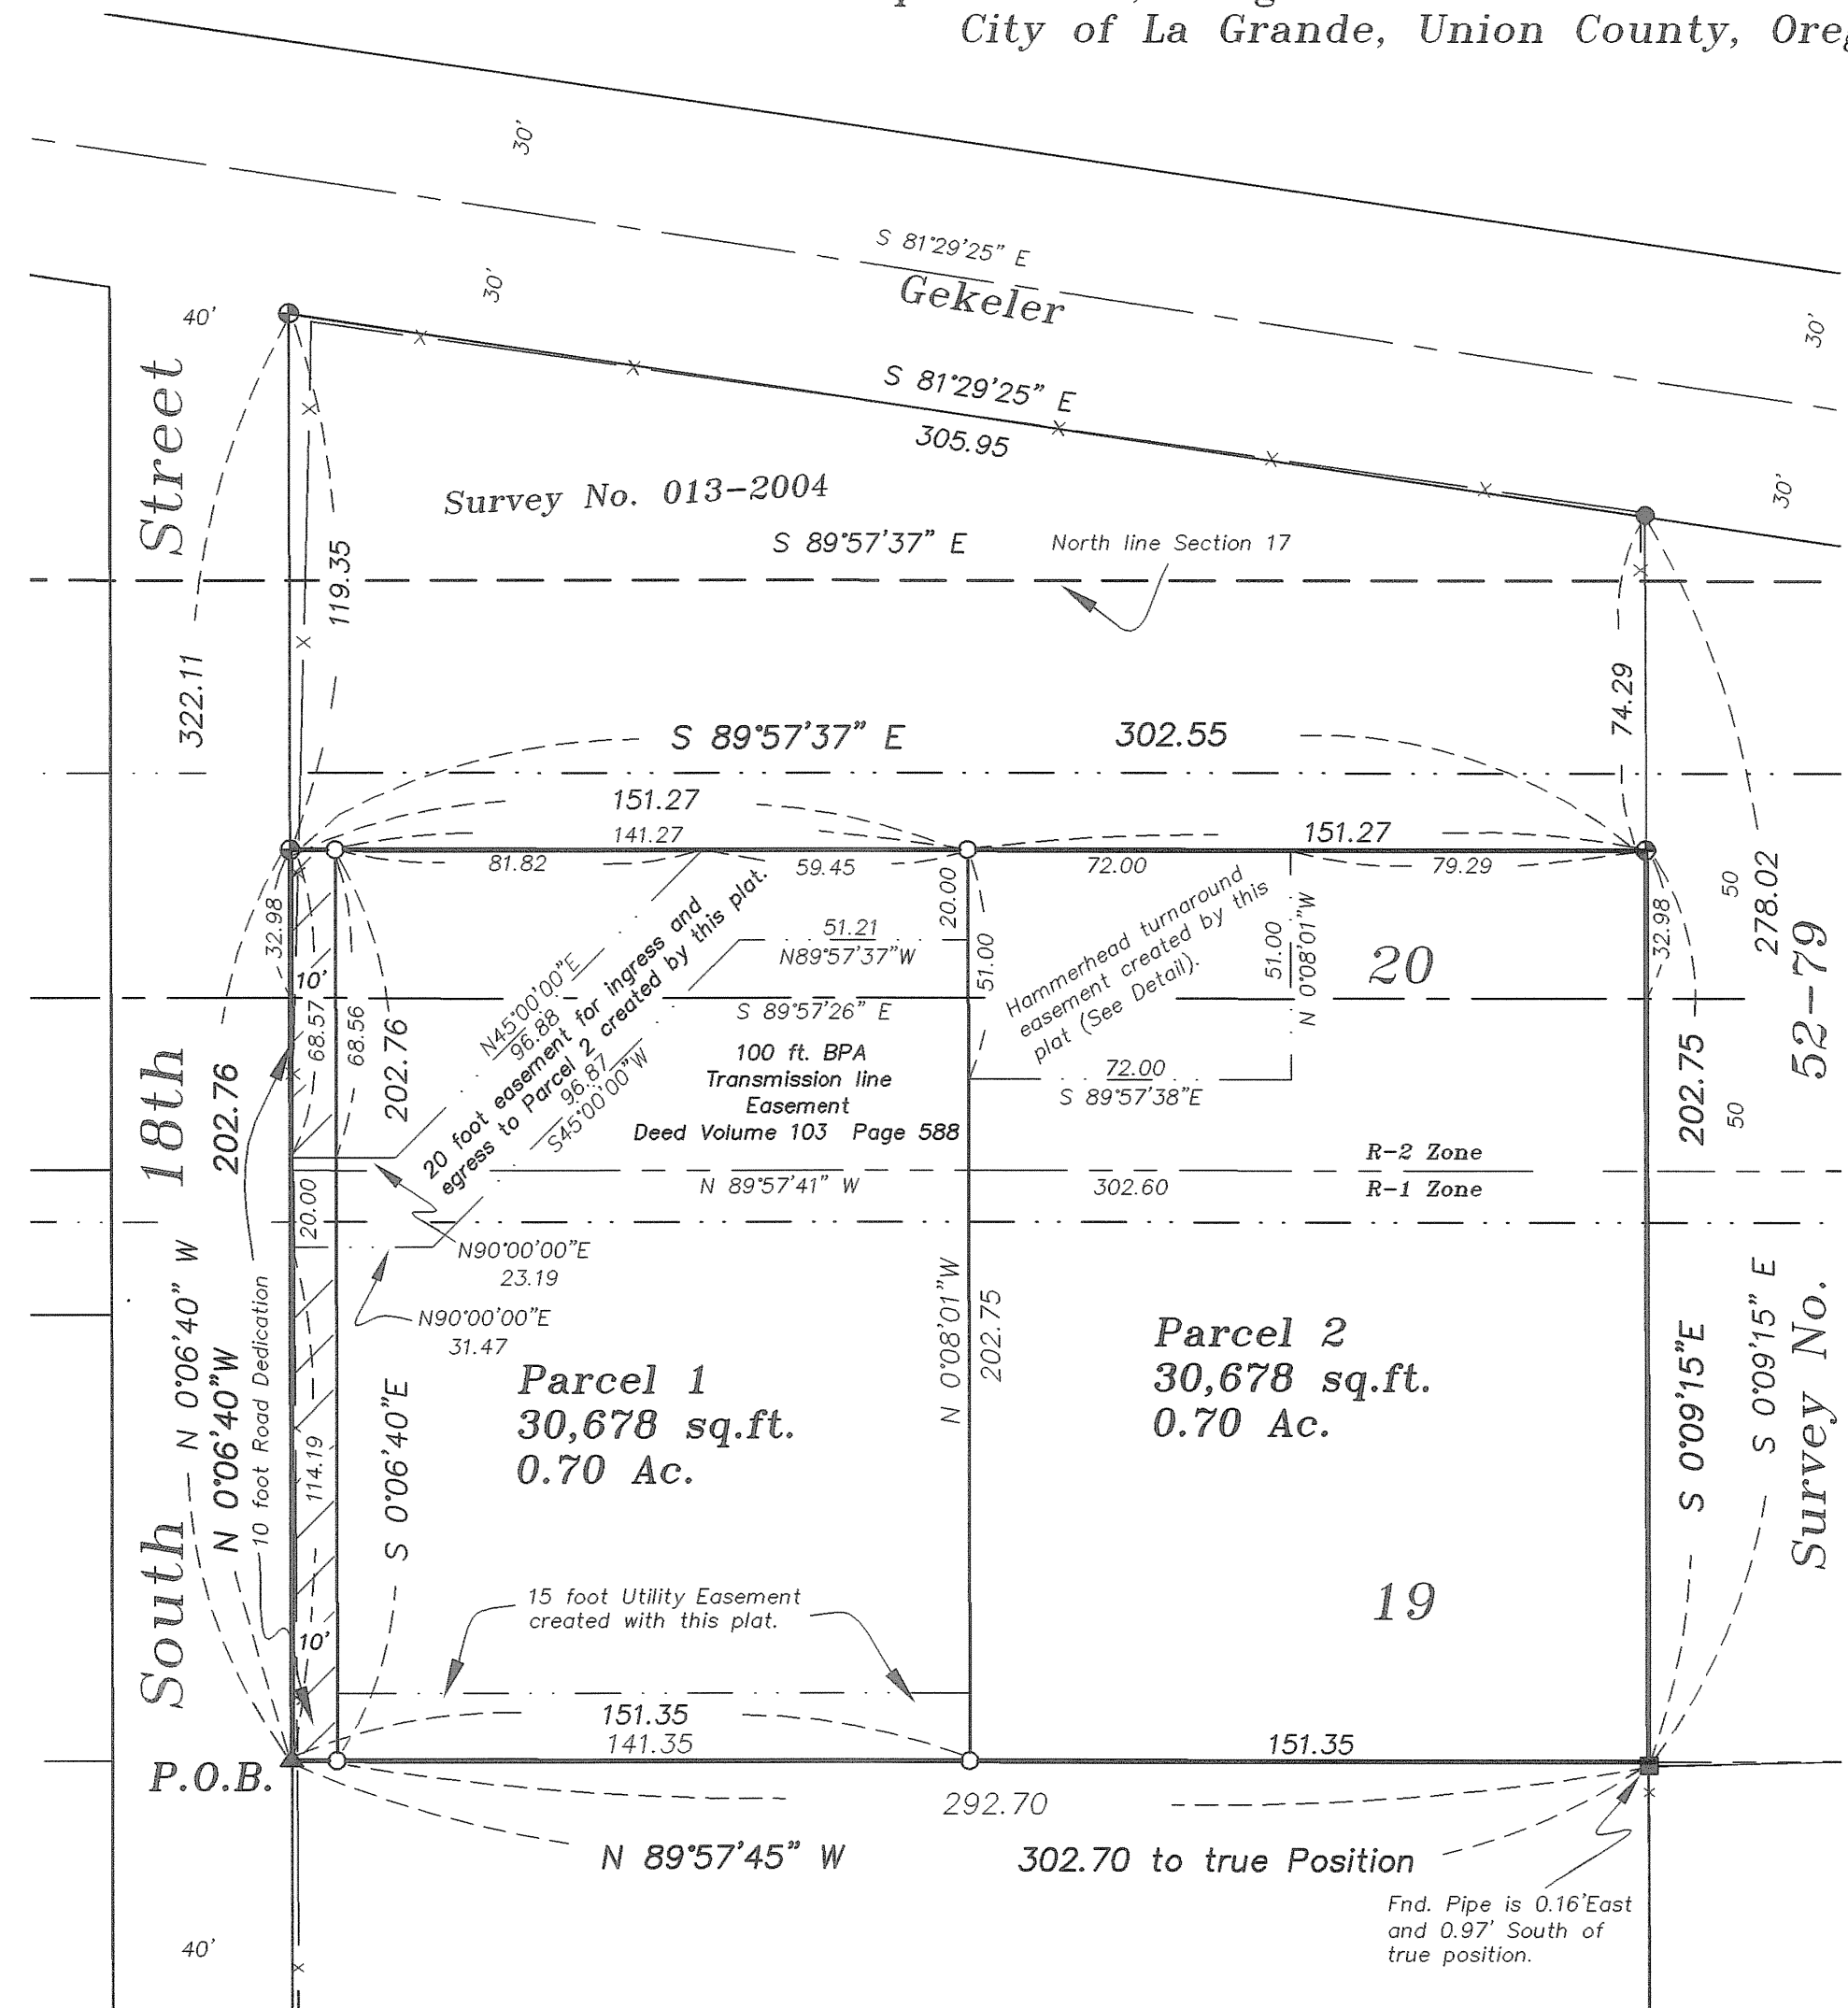 City of La Grande, Union County,
30'
S 81°29'25" E
Gekeler
30'
40'
30'
S 81°29'25" E
305.95
30'
Survey No. 013-2004
S 89°57'37" E
North line Section 17
Street
119.35
322.11
74.29
S 89°57'37" E
302.55
151.27
141.27
151.27
81.82
59.45
72.00
79.29
32.98
20.00
51.00
51.21
N89°57'37"W
Hammerhead turnaround
easement created by this
plat (See Detail).
51.00
N 0°08'01"W
20
32.98
50
278.02
10'
68.57
68.56
202.76
202.76
N45°00'00"E
96.88
20 foot easement for ingress and
egress to Parcel 2 created by this plat.
96.87
S45°00'00"W
S 89°57'26" E
100 ft. BPA
Transmission line
Easement
Deed Volume 103 Page 588
72.00
S 89°57'38"E
202.75
50
52-79
18th
R-2 Zone
N 89°57'41" W
302.60
R-1 Zone
20.00
N90°00'00"E
23.19
N90°00'00"E
31.47
N 0°06'40" W
N 0°06'40"W
10 foot Road Dedication
114.19
S 0°06'40"E
Parcel 1
30,678 sq.ft.
0.70 Ac.
N 0°08'01"W
202.75
Parcel 2
30,678 sq.ft.
0.70 Ac.
S 0°09'15"E
S 0°09'15" E
Survey No.
South
15 foot Utility Easement
created with this plat.
19
10'
151.35
141.35
151.35
P.O.B.
292.70
N 89°57'45" W
302.70 to true Position
Fnd. Pipe is 0.16'East
and 0.97' South of
true position.
40'